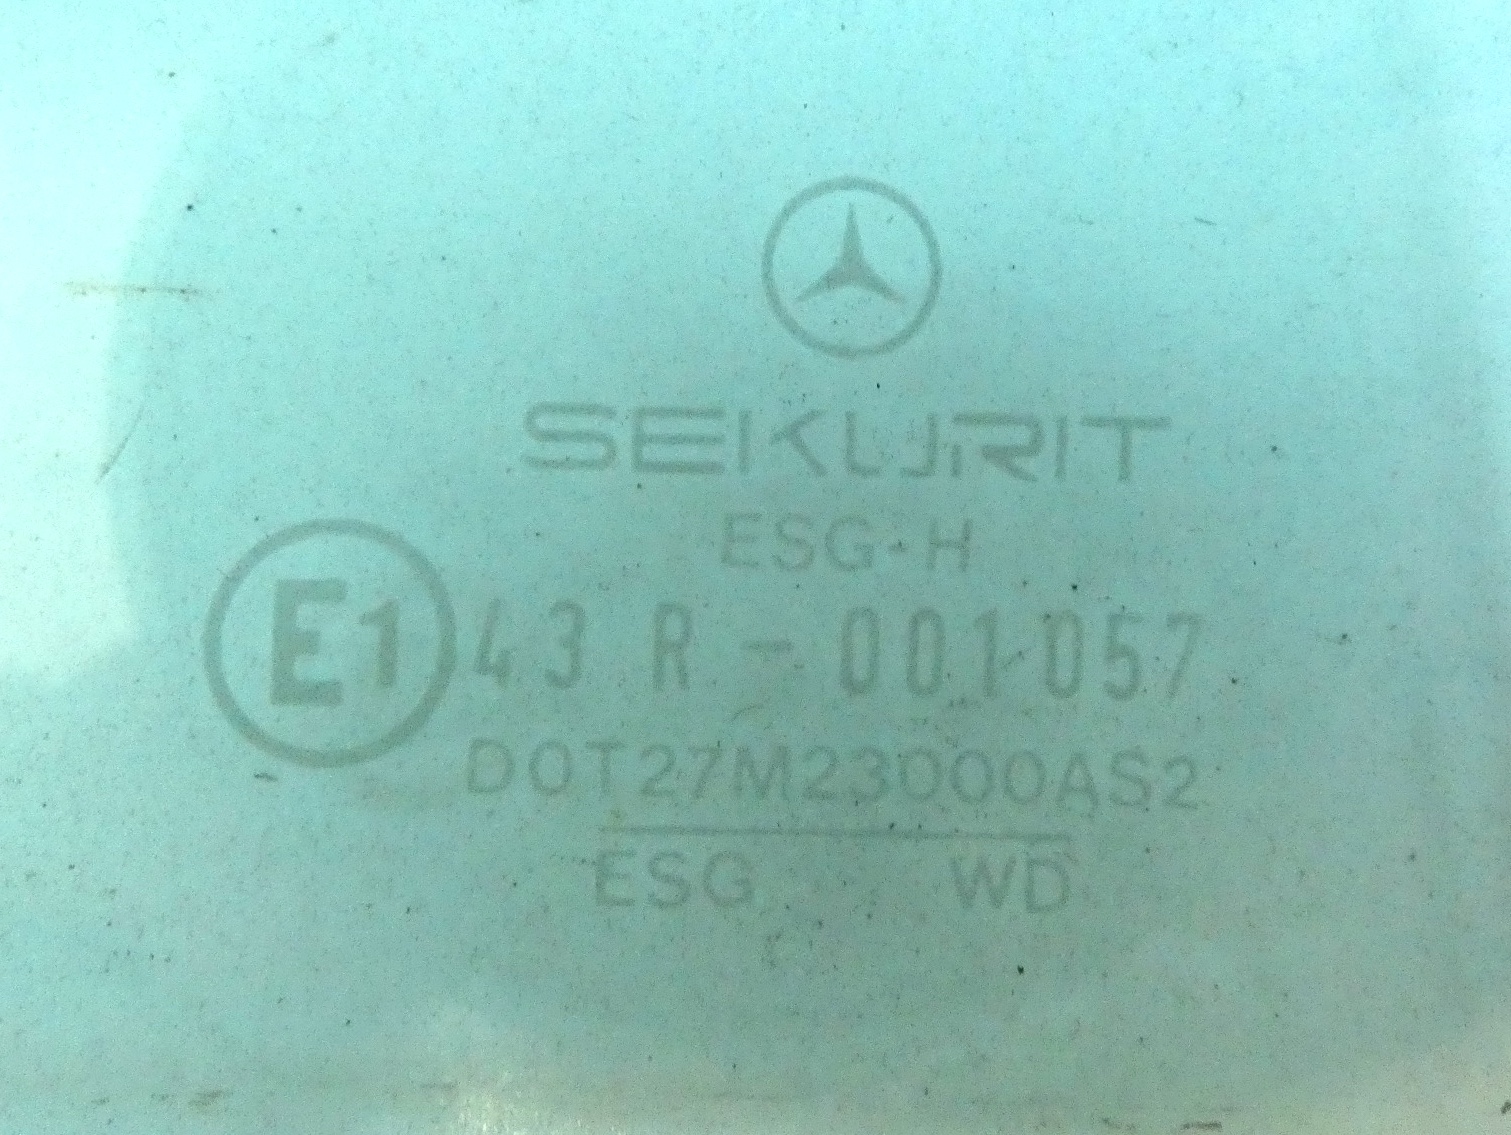 SEKURIT
ESG-H
E1 43 R - 001057
DOT27M23000AS2
ESG WD